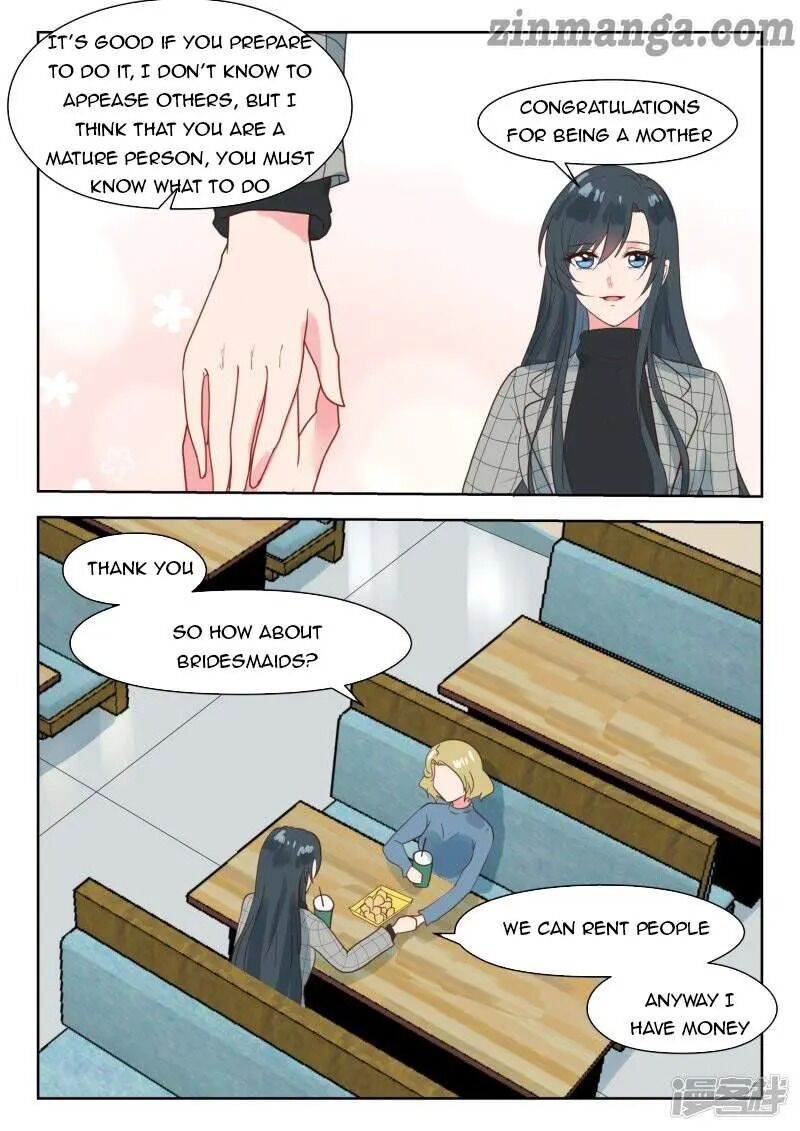 zinmanga.com
IT'S GOOD IF YOU PREPARE
TO DO IT, I DON'T KNOW TO
APPEASE OTHERS, BUT I
THINK THAT YOU ARE A
MATURE PERSON, YOU MUST
KNOW WHAT TO DO
CONGRATULATIONS
FOR BEING A MOTHER
THANK YOU
SO HOW ABOUT
BRIDESMAIDS?
WE CAN RENT PEOPLE
ANYWAY I
HAVE MONEY
漫客栈